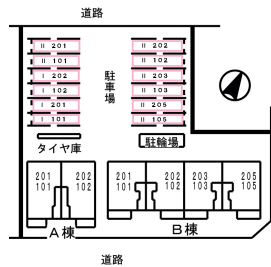 道路
II 201
II 101
I 202
I 102
I 201
I 101
II 202
II 102
II 203
II 103
II 205
II 105
駐車場
タイヤ庫
駐輪場
201
101
202
102
201
101
202
102
203
103
205
105
A棟
B棟
道路